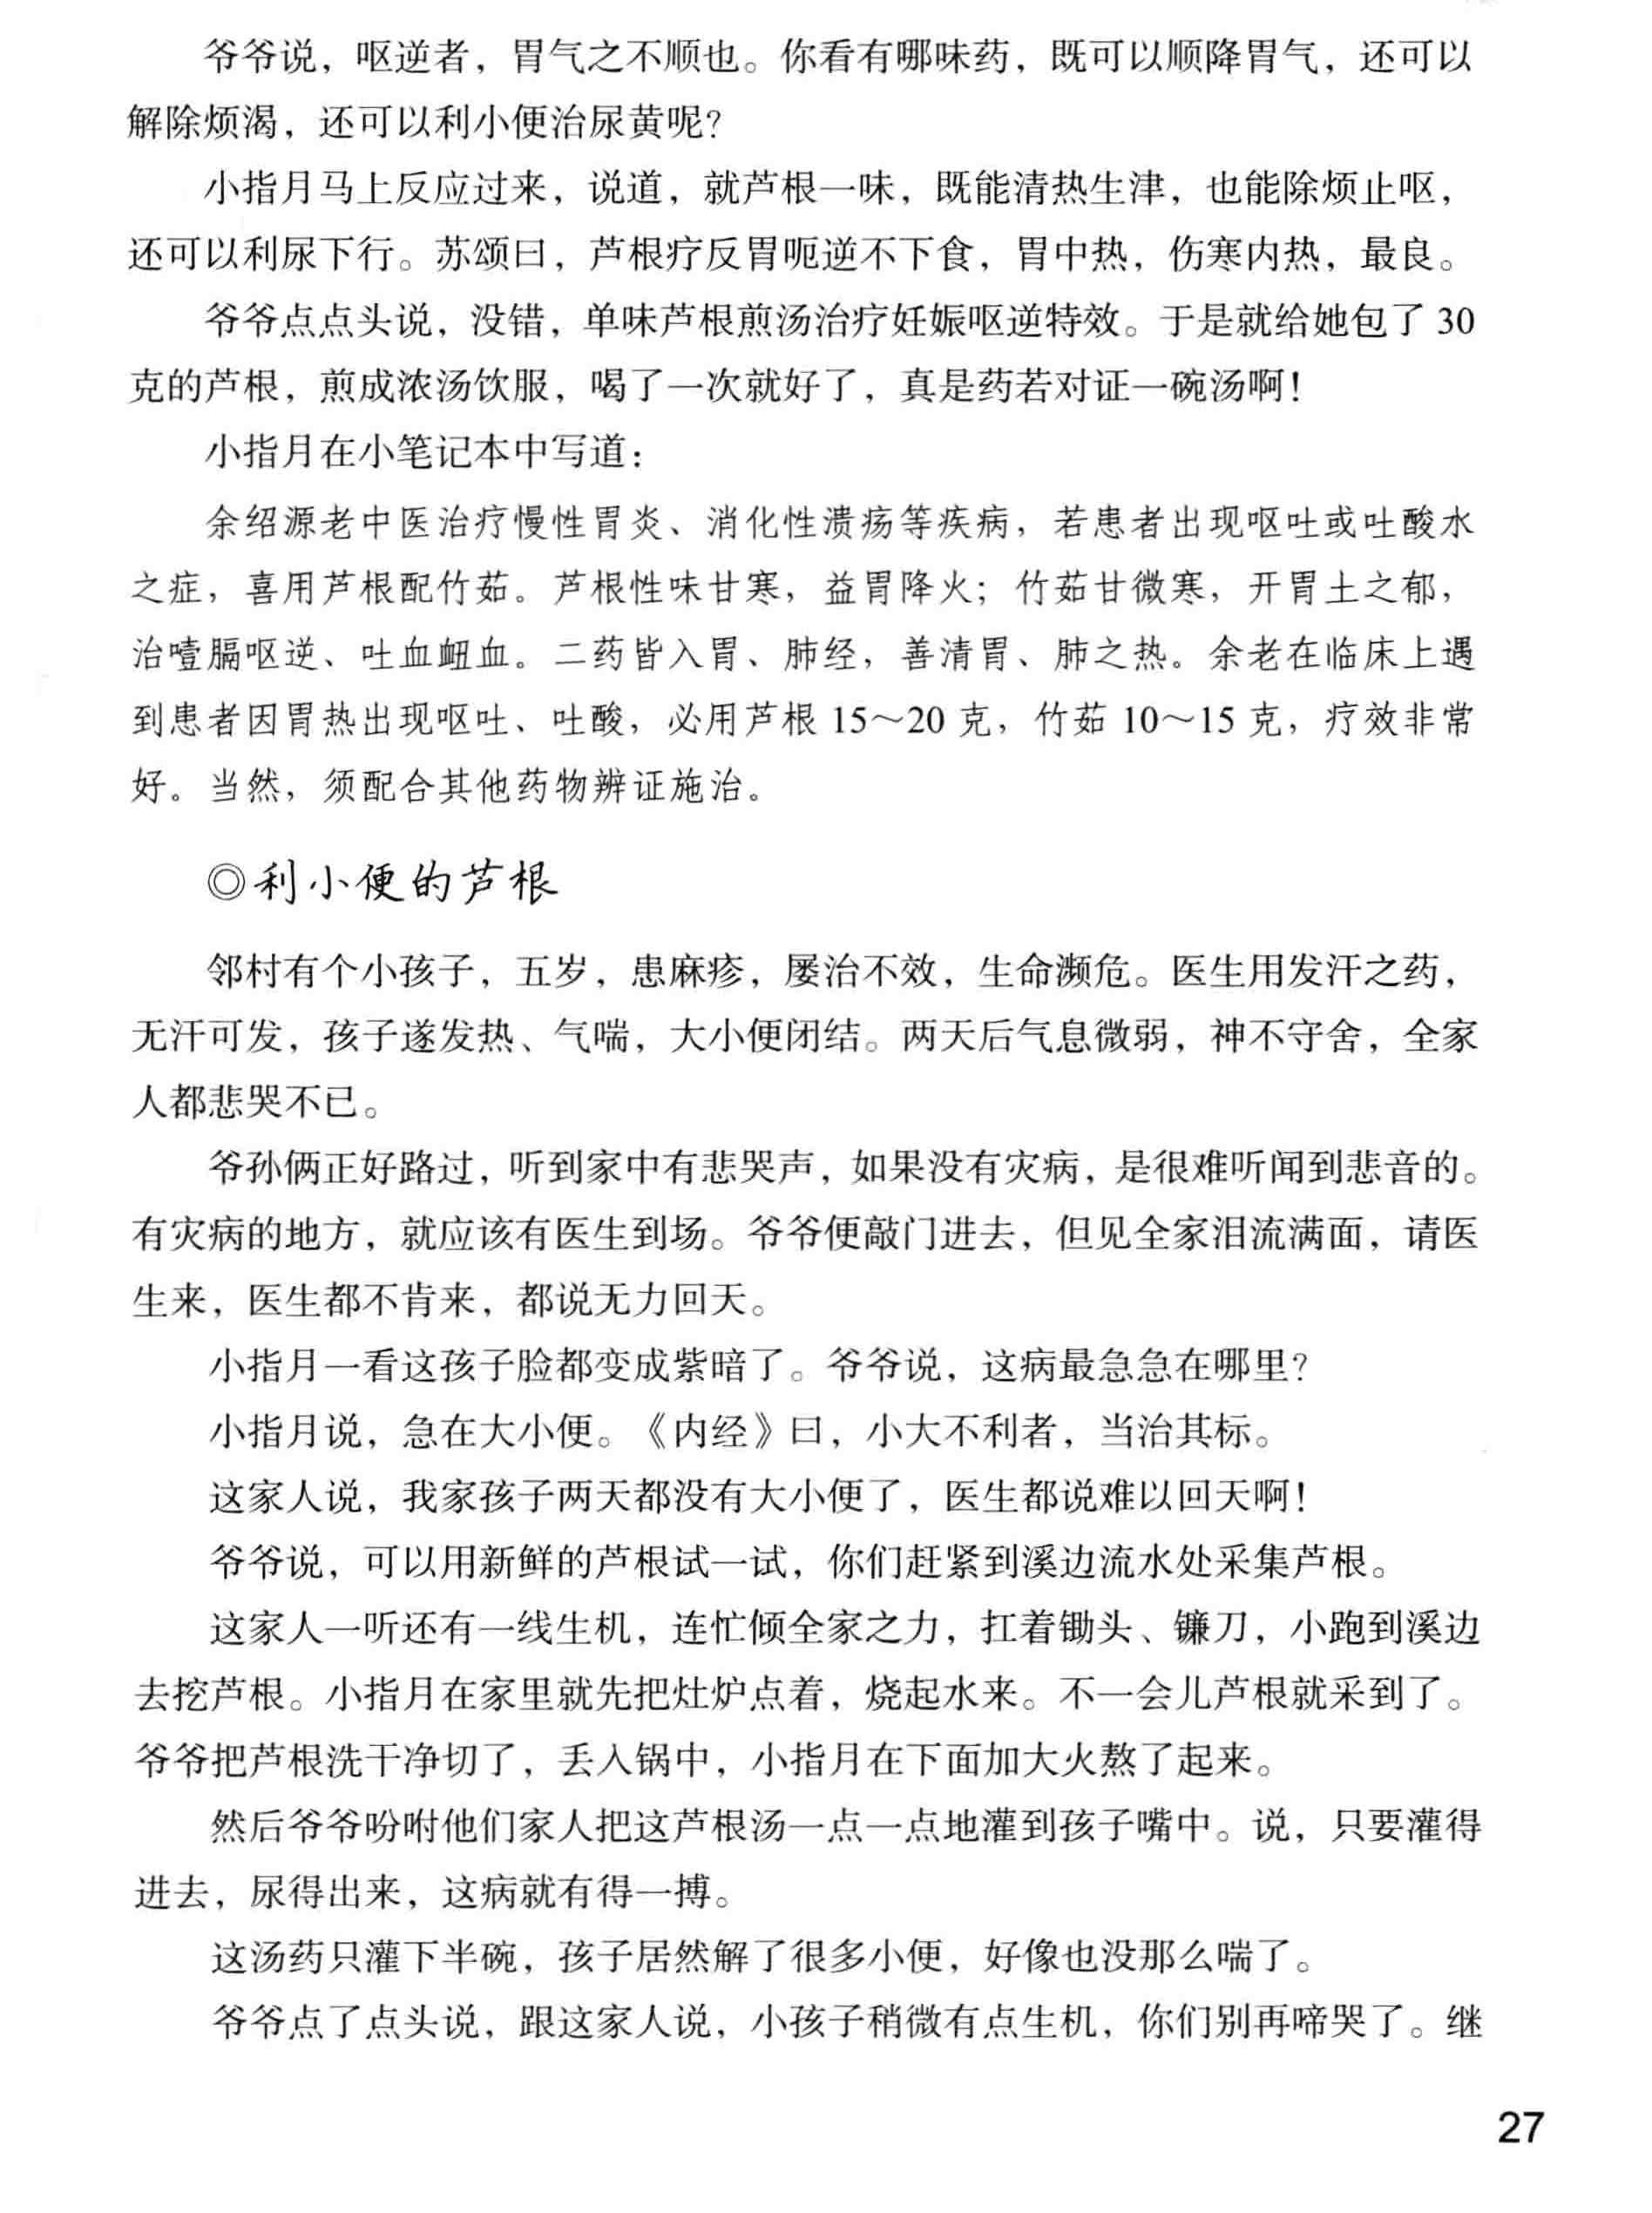 爷爷说，呕逆者，胃气之不顺也。你看有哪味药，既可以顺降胃气，还可以
解除烦渴，还可以利小便治尿黄呢？
小指月马上反应过来，说道，就芦根一味，既能清热生津，也能除烦止呕，
还可以利尿下行。苏颂曰，芦根疗反胃呃逆不下食，胃中热，伤寒内热，最良。
爷爷点点头说，没错，单味芦根煎汤治疗妊娠呕逆特效。于是就给她包了 30
克的芦根，煎成浓汤饮服，喝了一次就好了，真是药若对证一碗汤啊！
小指月在小笔记本中写道：
余绍源老中医治疗慢性胃炎、消化性溃疡等疾病，若患者出现呕吐或吐酸水
之症，喜用芦根配竹茹。芦根性味甘寒，益胃降火；竹茹甘微寒，开胃土之郁，
治噎膈呕逆、吐血衄血。二药皆入胃、肺经，善清胃、肺之热。余老在临床上遇
到患者因胃热出现呕吐、吐酸，必用芦根 15～20 克，竹茹 10～15 克，疗效非常
好。当然，须配合其他药物辨证施治。
◎利小便的芦根
邻村有个小孩子，五岁，患麻疹，屡治不效，生命濒危。医生用发汗之药，
无汗可发，孩子遂发热、气喘，大小便闭结。两天后气息微弱，神不守舍，全家
人都悲哭不已。
爷孙俩正好路过，听到家中有悲哭声，如果没有灾病，是很难听闻到悲音的。
有灾病的地方，就应该有医生到场。爷爷便敲门进去，但见全家泪流满面，请医
生来，医生都不肯来，都说无力回天。
小指月一看这孩子脸都变成紫暗了。爷爷说，这病最急急在哪里？
小指月说，急在大小便。《内经》曰，小大不利者，当治其标。
这家人说，我家孩子两天都没有大小便了，医生都说难以回天啊！
爷爷说，可以用新鲜的芦根试一试，你们赶紧到溪边流水处采集芦根。
这家人一听还有一线生机，连忙倾全家之力，扛着锄头、镰刀，小跑到溪边
去挖芦根。小指月在家里就先把灶炉点着，烧起水来。不一会儿芦根就采到了。
爷爷把芦根洗干净切了，丢入锅中，小指月在下面加大火熬了起来。
然后爷爷吩咐他们家人把这芦根汤一点一点地灌到孩子嘴中。说，只要灌得
进去，尿得出来，这病就有得一搏。
这汤药只灌下半碗，孩子居然解了很多小便，好像也没那么喘了。
爷爷点了点头说，跟这家人说，小孩子稍微有点生机，你们别再啼哭了。继
27